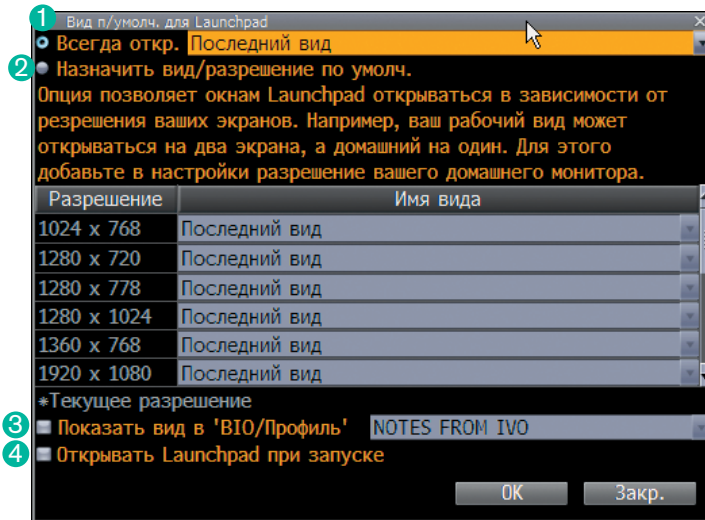 1 Вид п/умолч. для Launchpad
Всегда откр. Последний вид
2 Назначить вид/разрешение по умолч.
Опция позволяет окнам Launchpad открываться в зависимости от
резрешения ваших экранов. Например, ваш рабочий вид может
открываться на два экрана, а домашний на один. Для этого
добавьте в настройки разрешение вашего домашнего монитора.
Разрешение Имя вида
1024 x 768 Последний вид
1280 x 720 Последний вид
1280 x 778 Последний вид
1280 x 1024 Последний вид
1360 x 768 Последний вид
1920 x 1080 Последний вид
*Текущее разрешение
3 Показать вид в 'BIO/Профиль' NOTES FROM IVO
4 Открывать Launchpad при запуске
OK Закр.